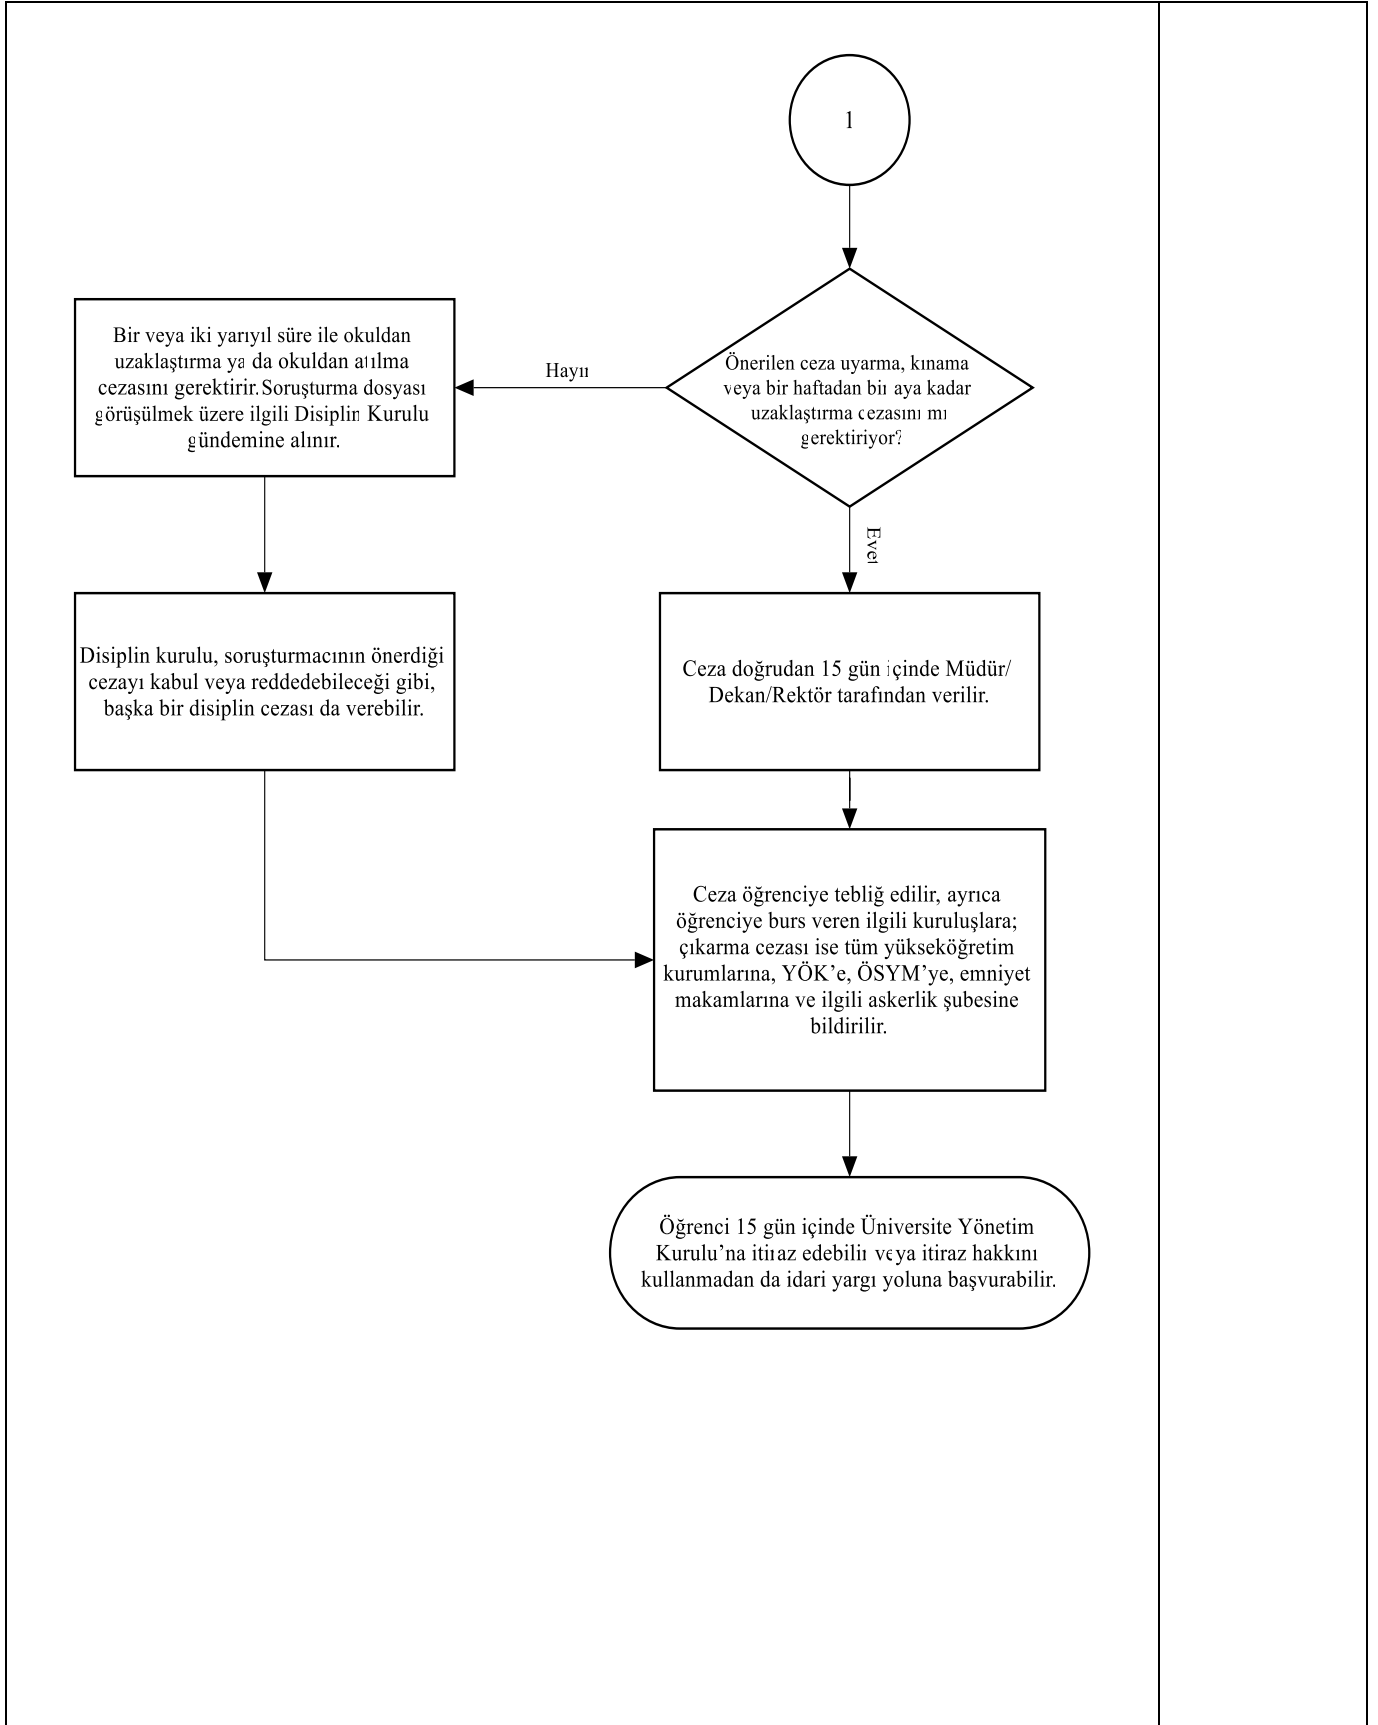 1
Önerilen ceza uyarma, kınama
veya bir haftadan bir aya kadar
uzaklaştırma cezasını mı
gerektiriyor?
Hayır
Bir veya iki yarıyıl süre ile okuldan
uzaklaştırma ya da okuldan atılma
cezasını gerektirir.Soruşturma dosyası
görüşülmek üzere ilgili Disiplin Kurulu
gündemine alınır.
Evet
Disiplin kurulu, soruşturmacının önerdiği
cezayı kabul veya reddedebileceği gibi,
başka bir disiplin cezası da verebilir.
Ceza doğrudan 15 gün içinde Müdür/
Dekan/Rektör tarafından verilir.
Ceza öğrenciye tebliğ edilir, ayrıca
öğrenciye burs veren ilgili kuruluşlara;
çıkarma cezası ise tüm yükseköğretim
kurumlarına, YÖK’e, ÖSYM’ye, emniyet
makamlarına ve ilgili askerlik şubesine
bildirilir.
Öğrenci 15 gün içinde Üniversite Yönetim
Kurulu’na itiraz edebilir veya itiraz hakkını
kullanmadan da idari yargı yoluna başvurabilir.